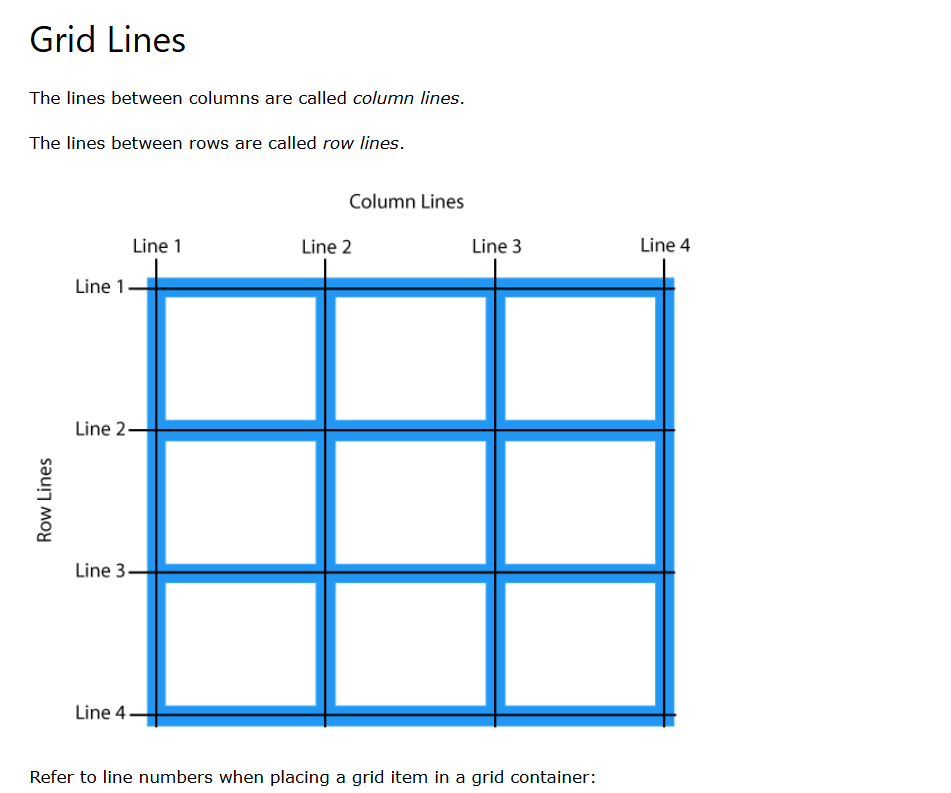 Grid Lines
The lines between columns are called column lines.
The lines between rows are called row lines.
Column Lines
Line 1
Line 2
Line 3
Line 4
Line 1
Line 2
Row Lines
Line 3
Line 4
Refer to line numbers when placing a grid item in a grid container: